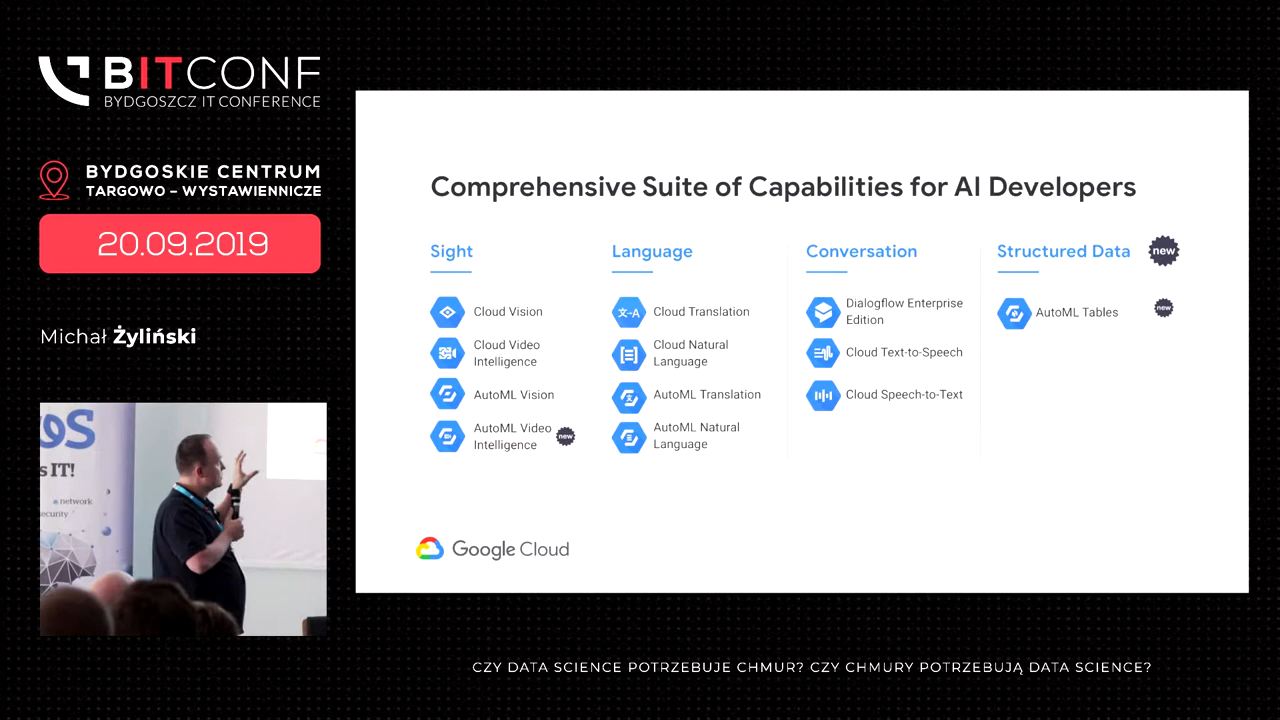 BITCONF
BYDGOSZCZ IT CONFERENCE
BYDGOSKIE CENTRUM
TARGOWO – WYSTAWIENNICZE
20.09.2019
Michał Żyliński
s IT!
network
ecurity
Comprehensive Suite of Capabilities for AI Developers
Sight
Cloud Vision
Cloud Video
Intelligence
AutoML Vision
AutoML Video
Intelligence
new
Language
文-A
Cloud Translation
Cloud Natural
Language
AutoML Translation
AutoML Natural
Language
Conversation
Dialogflow Enterprise
Edition
Cloud Text-to-Speech
Cloud Speech-to-Text
Structured Data
new
AutoML Tables
new
Google Cloud
CZY DATA SCIENCE POTRZEBUJE CHMUR? CZY CHMURY POTRZEBUJĄ DATA SCIENCE?